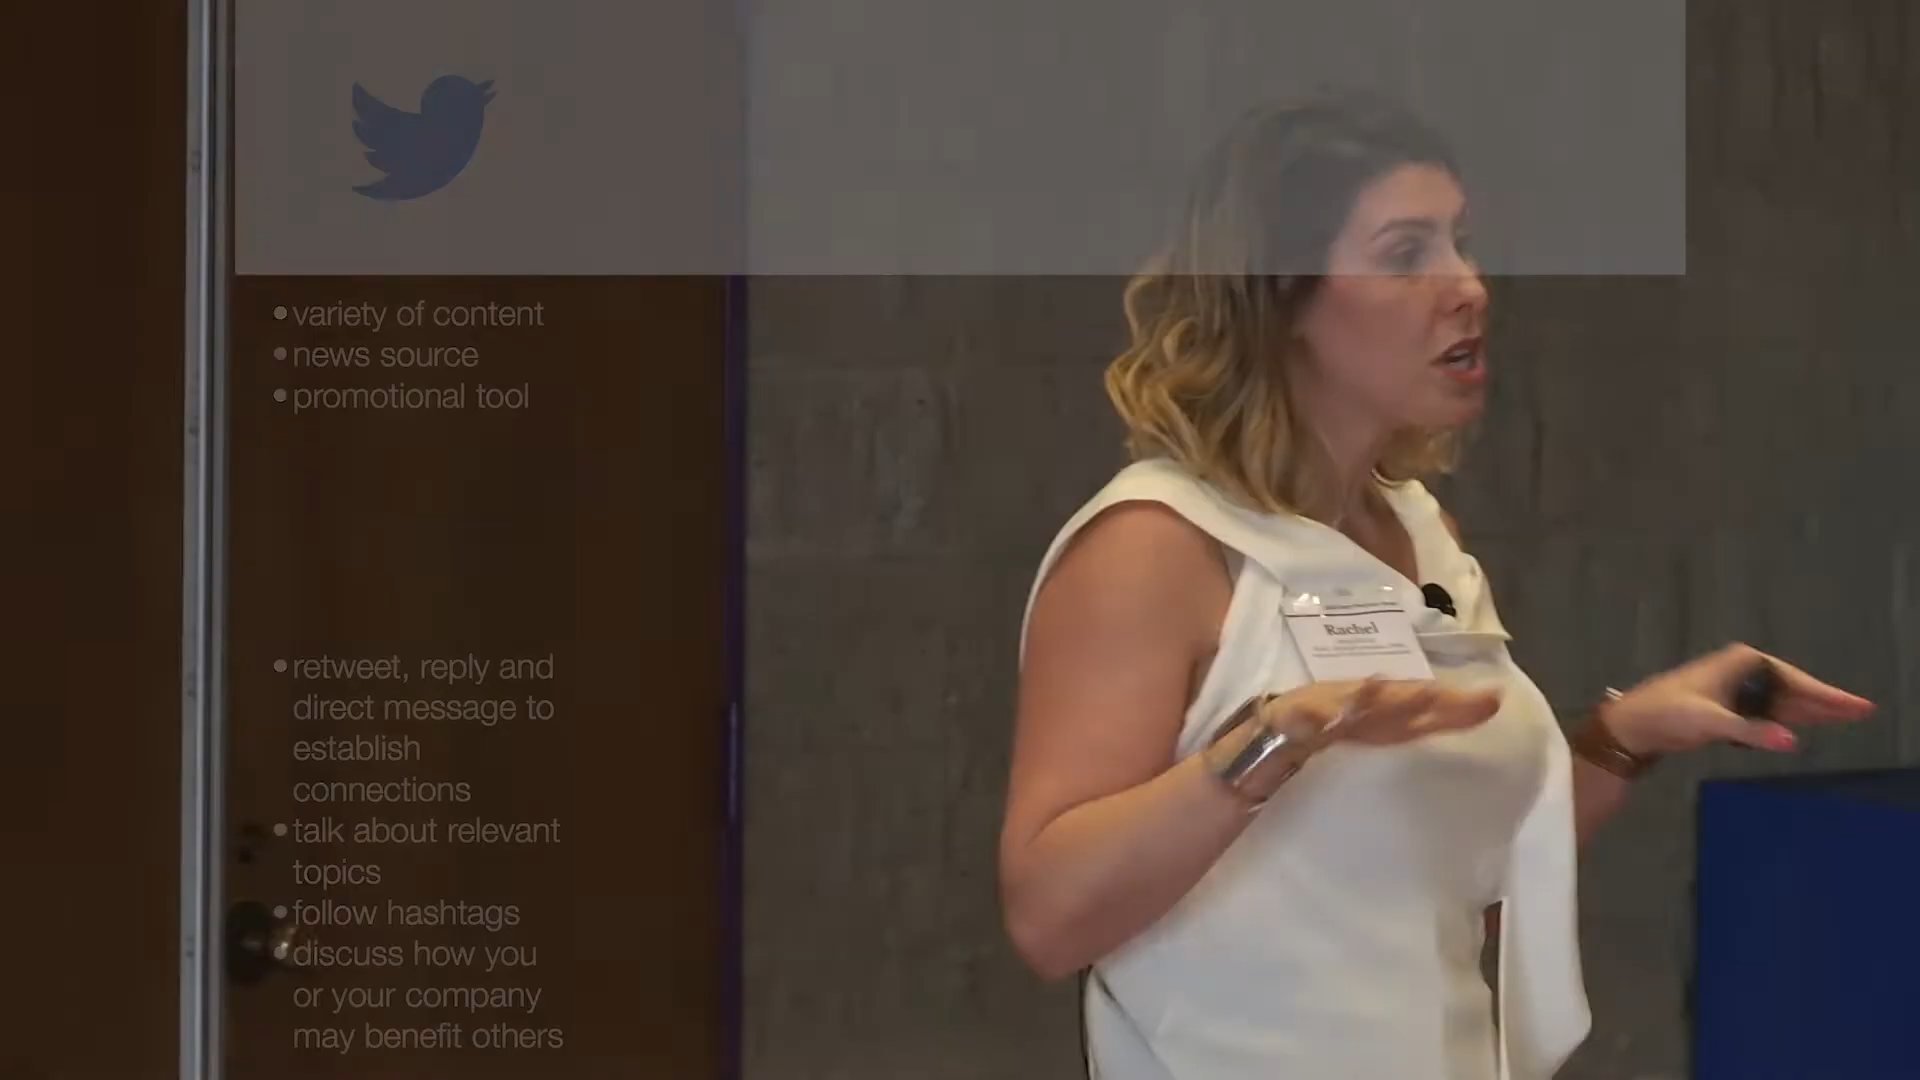 •variety of content
•news source
•promotional tool
•retweet, reply and
direct message to
establish
connections
•talk about relevant
topics
•follow hashtags
•discuss how you
or your company
may benefit others
Rachel